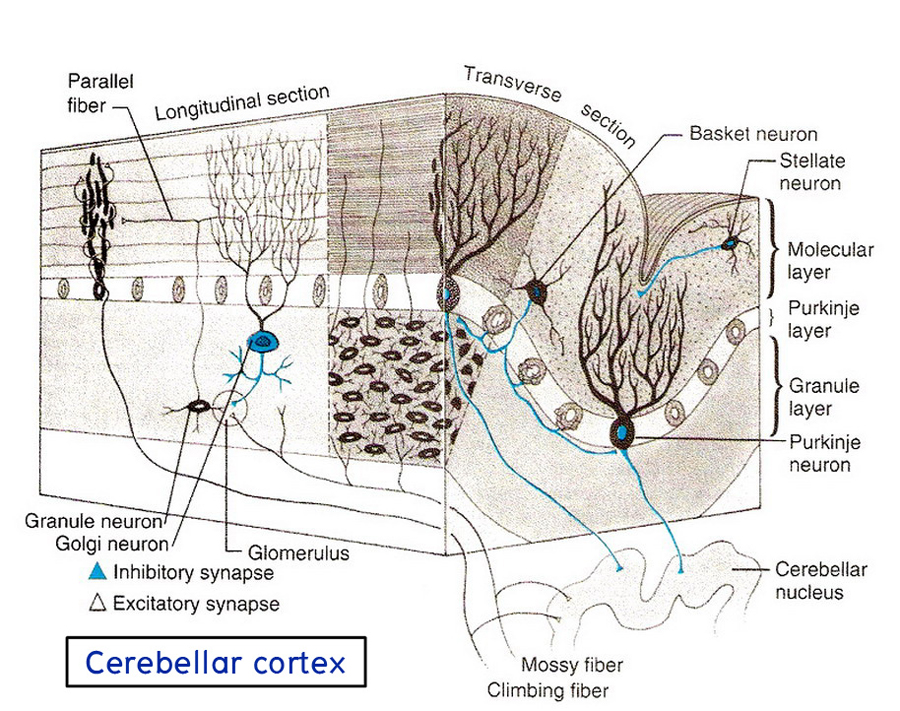 Parallel
fiber
Longitudinal section
Transverse section
Basket neuron
Stellate
neuron
Molecular
layer
Purkinje
layer
Granule
layer
Purkinje
neuron
Granule neuron
Golgi neuron
Glomerulus
Inhibitory synapse
Excitatory synapse
Cerebellar
nucleus
Mossy fiber
Climbing fiber
Cerebellar cortex